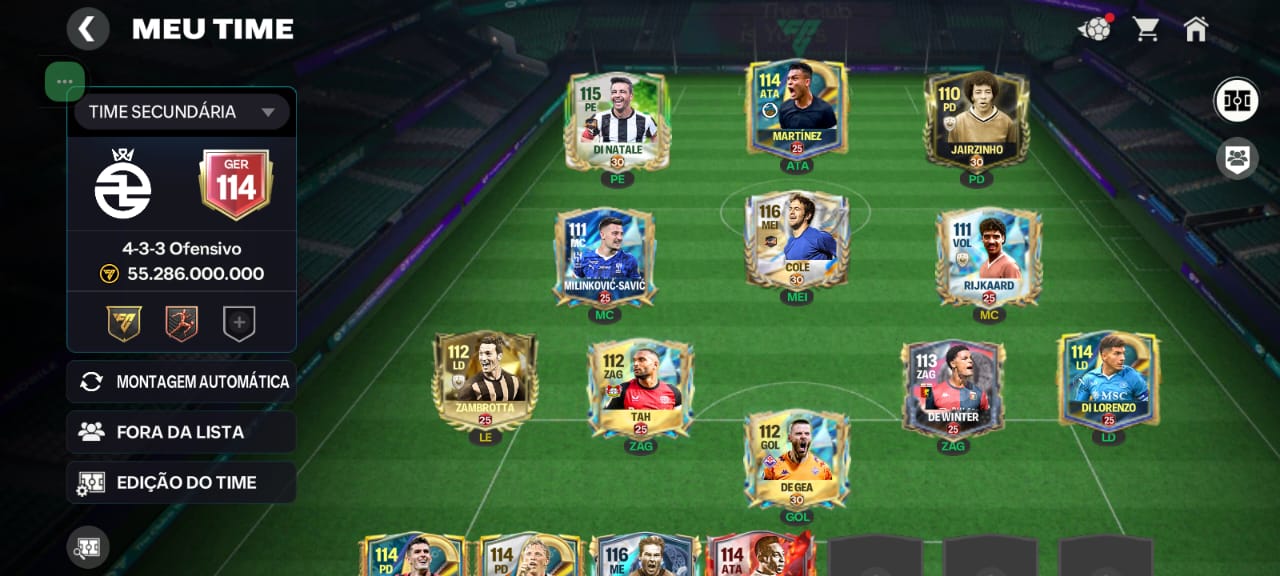 MEU TIME
The Club
TIME SECUNDÁRIA
GER
114
4-3-3 Ofensivo
55.286.000.000
MONTAGEM AUTOMÁTICA
FORA DA LISTA
EDIÇÃO DO TIME
115
PE
DI NATALE
30
PE
114
ATA
MARTÍNEZ
25
ATA
110
PD
JAIRZINHO
30
PD
111
MC
MILINKOVIĆ-SAVIĆ
25
MC
116
MEI
COLE
30
MEI
111
VOL
RIJKAARD
25
MC
112
LD
ZAMBROTTA
25
LE
112
ZAG
TAH
25
ZAG
113
ZAG
DE WINTER
25
ZAG
114
LD
MSC
DI LORENZO
25
LD
112
GOL
DE GEA
30
GOL
114
PD
114
PD
116
ME
114
ATA